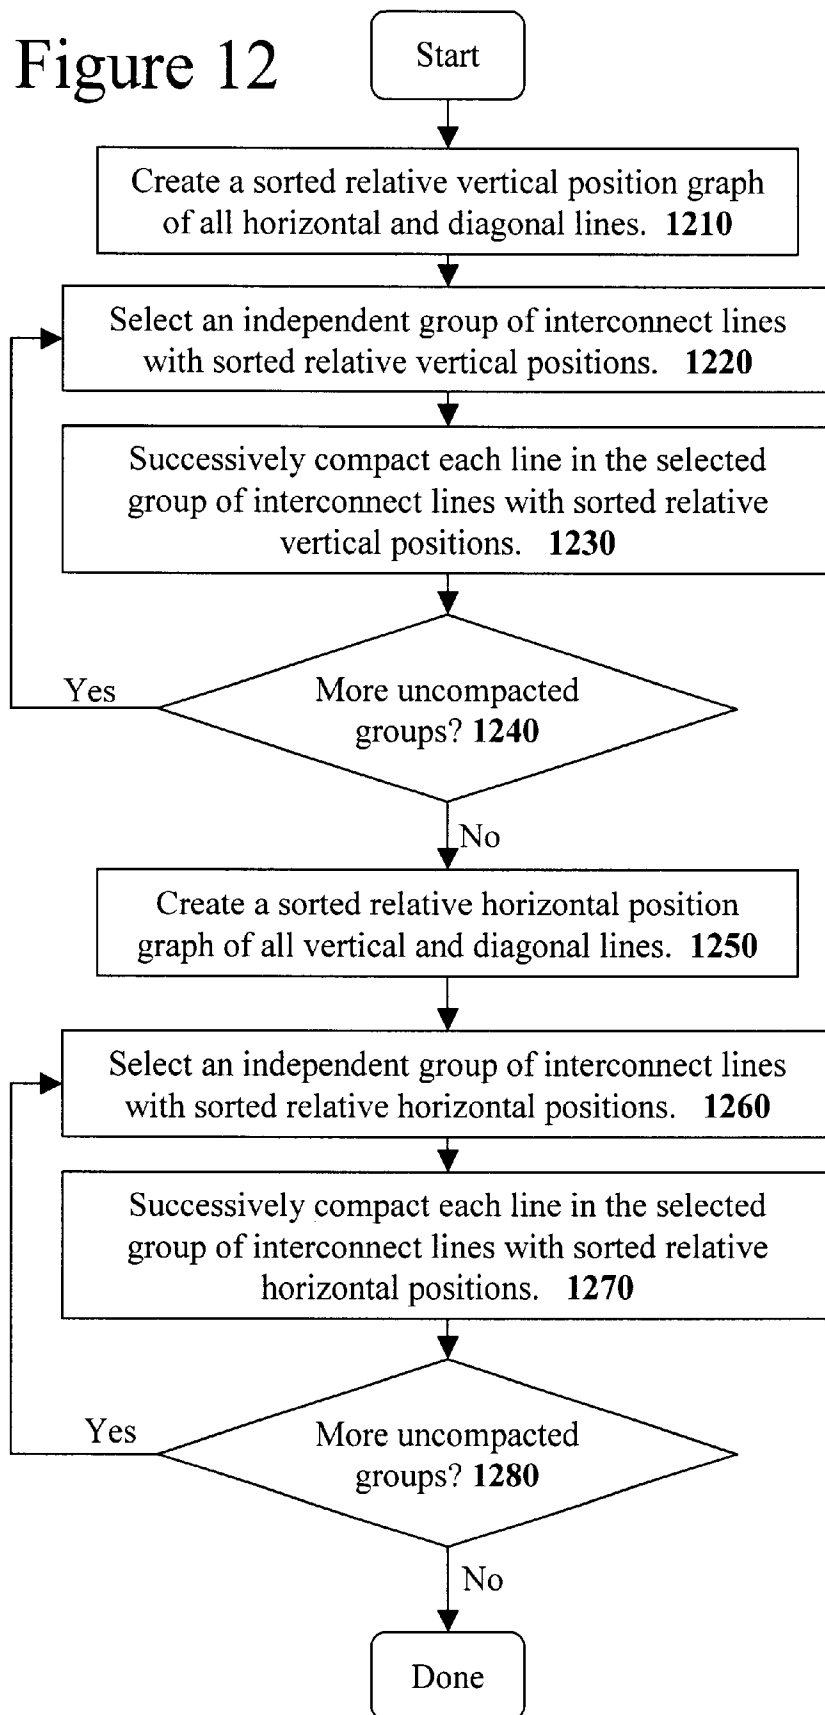 Figure 12
Start
Create a sorted relative vertical position graph
of all horizontal and diagonal lines. 1210
Select an independent group of interconnect lines
with sorted relative vertical positions. 1220
Successively compact each line in the selected
group of interconnect lines with sorted relative
vertical positions. 1230
Yes
More uncompacted
groups? 1240
No
Create a sorted relative horizontal position
graph of all vertical and diagonal lines. 1250
Select an independent group of interconnect lines
with sorted relative horizontal positions. 1260
Successively compact each line in the selected
group of interconnect lines with sorted relative
horizontal positions. 1270
Yes
More uncompacted
groups? 1280
No
Done